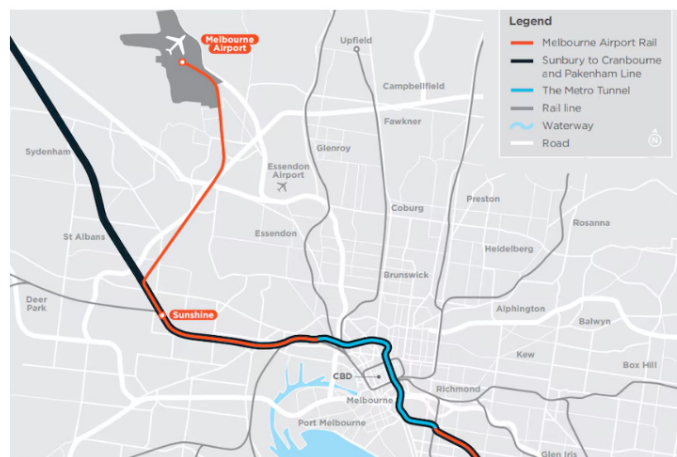 Legend
Melbourne Airport Rail
Sunbury to Cranbourne
and Pakenham Line
The Metro Tunnel
Rail line
Waterway
Road
N
Melbourne
Airport
Upfield
Campbellfield
Fawkner
Sydenham
Glenroy
Essendon
Airport
Preston
Coburg
Rosanna
St Albans
Essendon
Heidelberg
Brunswick
Deer
Park
Sunshine
Alphington
Balwyn
Kew
Box Hill
CBD
Richmond
Melbourne
Port Melbourne
Glen Iris